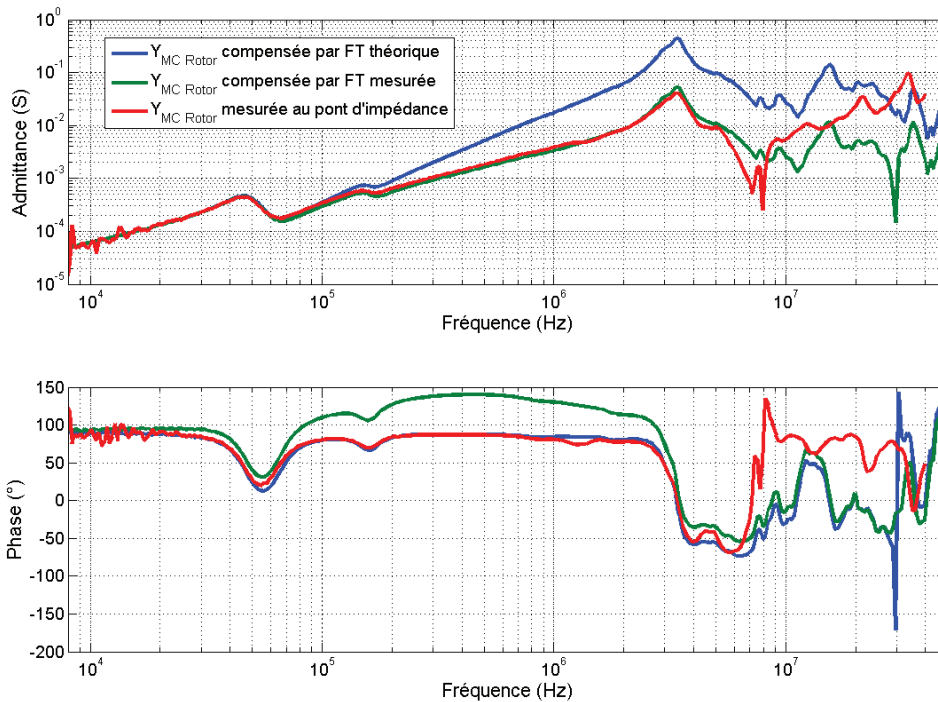 10^0
10^-1
10^-2
10^-3
10^-4
10^-5
Admittance (S)
Y_MC Rotor compensée par FT théorique
Y_MC Rotor compensée par FT mesurée
Y_MC Rotor mesurée au pont d'impédance
10^4 10^5 10^6 10^7
Fréquence (Hz)
150
100
50
0
-50
-100
-150
-200
Phase (°)
10^4 10^5 10^6 10^7
Fréquence (Hz)